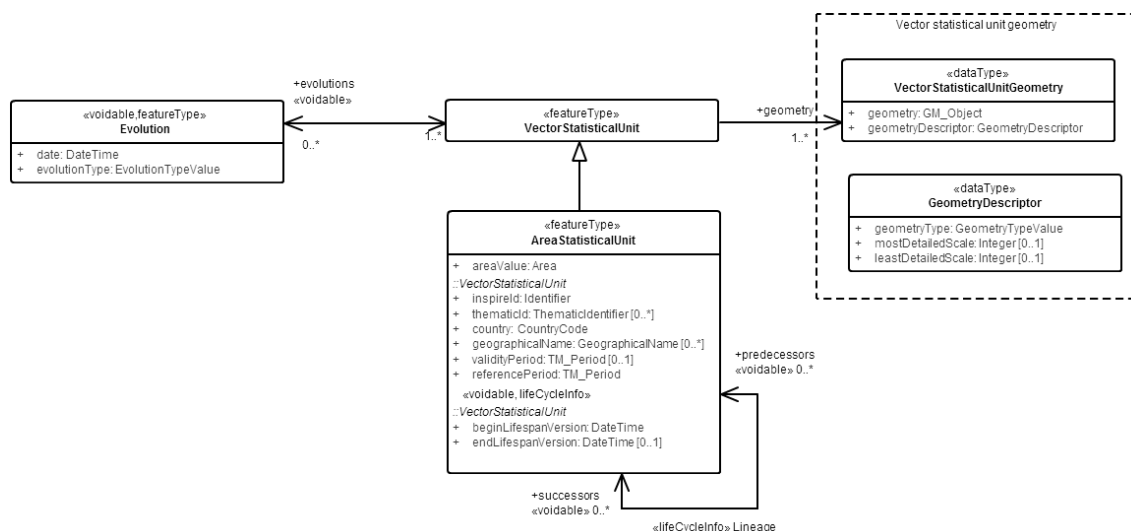 Vector statistical unit geometry
«voidable,featureType»
Evolution
+ date: DateTime
+ evolutionType: EvolutionTypeValue
+evolutions
«voidable»
0..*
1..*
«featureType»
VectorStatisticalUnit
+geometry
1..*
«dataType»
VectorStatisticalUnitGeometry
+ geometry: GM_Object
+ geometryDescriptor: GeometryDescriptor
«dataType»
GeometryDescriptor
+ geometryType: GeometryTypeValue
+ mostDetailedScale: Integer [0..1]
+ leastDetailedScale: Integer [0..1]
«featureType»
AreaStatisticalUnit
+ areaValue: Area
::VectorStatisticalUnit
+ inspireId: Identifier
+ thematicId: ThematicIdentifier [0..*]
+ country: CountryCode
+ geographicalName: GeographicalName [0..*]
+ validityPeriod: TM_Period [0..1]
+ referencePeriod: TM_Period
«voidable, lifeCycleInfo»
::VectorStatisticalUnit
+ beginLifespanVersion: DateTime
+ endLifespanVersion: DateTime [0..1]
+predecessors
«voidable» 0..*
+successors
«voidable» 0..*
«lifeCycleInfo» Lineage